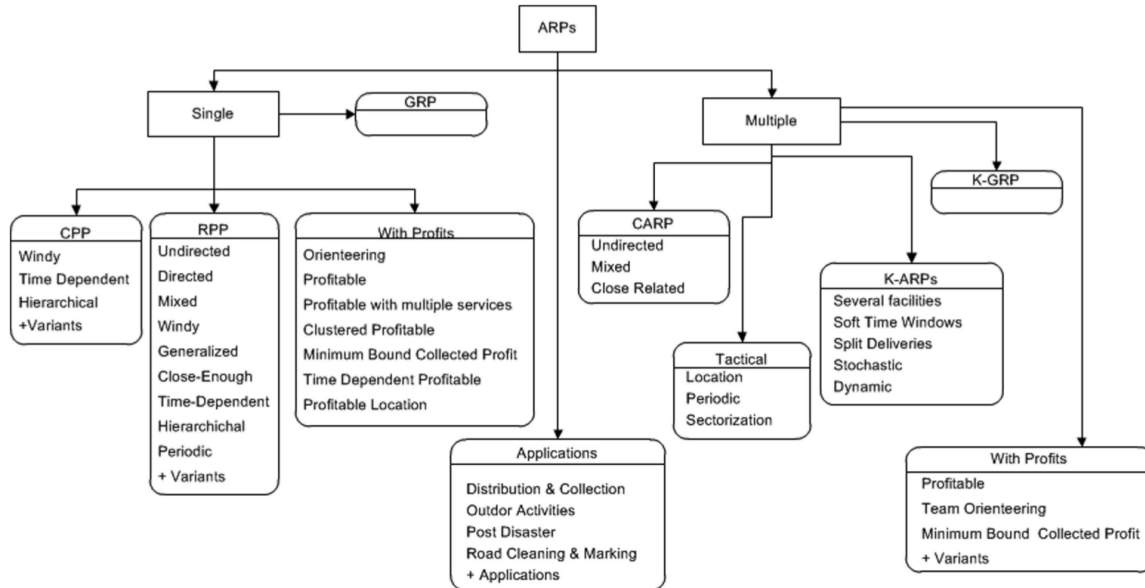 ARPs
Single
GRP
Multiple
K-GRP
CPP
Windy
Time Dependent
Hierarchical
+Variants
RPP
Undirected
Directed
Mixed
Windy
Generalized
Close-Enough
Time-Dependent
Hierarchichal
Periodic
+ Variants
With Profits
Orienteering
Profitable
Profitable with multiple services
Clustered Profitable
Minimum Bound Collected Profit
Time Dependent Profitable
Profitable Location
CARP
Undirected
Mixed
Close Related
K-ARPs
Several facilities
Soft Time Windows
Split Deliveries
Stochastic
Dynamic
Tactical
Location
Periodic
Sectorization
Applications
Distribution & Collection
Outdor Activities
Post Disaster
Road Cleaning & Marking
+ Applications
With Profits
Profitable
Team Orienteering
Minimum Bound Collected Profit
+ Variants